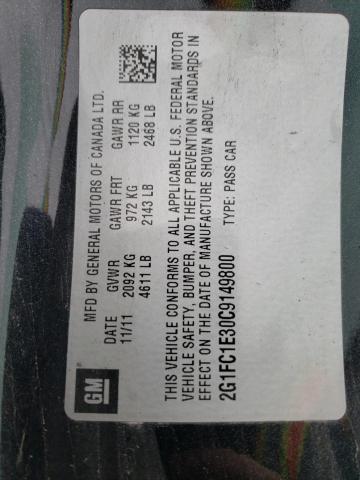 GM
MFD BY GENERAL MOTORS OF CANADA LTD.
DATE GVWR GAWR FRT GAWR RR
11/11 2092 KG 972 KG 1120 KG
4611 LB 2143 LB 2468 LB
THIS VEHICLE CONFORMS TO ALL APPLICABLE U.S. FEDERAL MOTOR
VEHICLE SAFETY, BUMPER, AND THEFT PREVENTION STANDARDS IN
EFFECT ON THE DATE OF MANUFACTURE SHOWN ABOVE.
2G1FC1E30C9149800 TYPE: PASS CAR